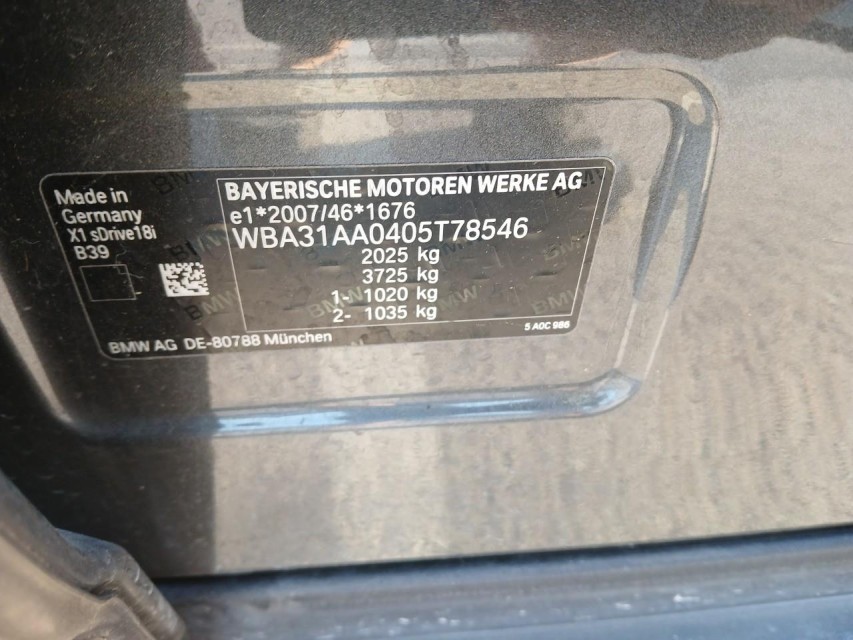 Made in
Germany
X1 sDrive18i
B39
BAYERISCHE MOTOREN WERKE AG
e1*2007/46*1676
WBA31AA0405T78546
2025 kg
3725 kg
1- 1020 kg
2- 1035 kg
5 A0C 986
BMW AG DE-80788 München